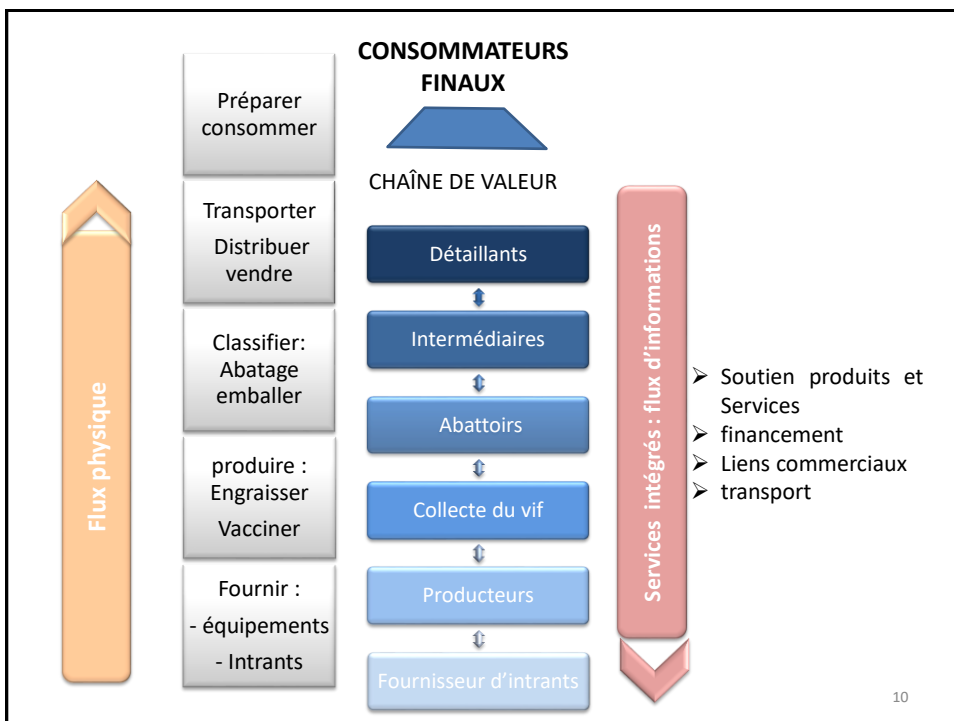 CONSOMMATEURS
FINAUX
Préparer
consommer
CHAÎNE DE VALEUR
Transporter
Distribuer
vendre
Détaillants
Classifier:
Abatage
emballer
Intermédiaires
Abattoirs
produire :
Engraisser
Vacciner
Collecte du vif
Fournir :
- équipements
- Intrants
Producteurs
Fournisseur d’intrants
Flux physique
Services intégrés : flux d’informations
➢ Soutien produits et
Services
➢ financement
➢ Liens commerciaux
➢ transport
10